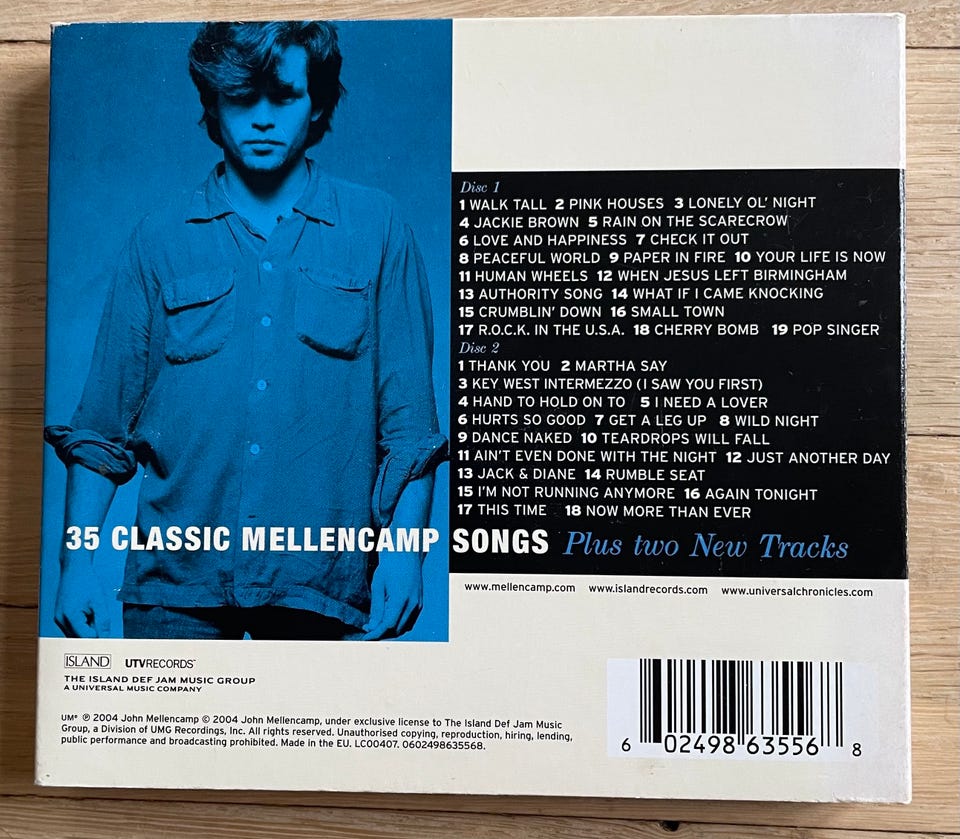 Disc 1
1 WALK TALL 2 PINK HOUSES 3 LONELY OL' NIGHT
4 JACKIE BROWN 5 RAIN ON THE SCARECROW
6 LOVE AND HAPPINESS 7 CHECK IT OUT
8 PEACEFUL WORLD 9 PAPER IN FIRE 10 YOUR LIFE IS NOW
11 HUMAN WHEELS 12 WHEN JESUS LEFT BIRMINGHAM
13 AUTHORITY SONG 14 WHAT IF I CAME KNOCKING
15 CRUMBLIN' DOWN 16 SMALL TOWN
17 R.O.C.K. IN THE U.S.A. 18 CHERRY BOMB 19 POP SINGER
Disc 2
1 THANK YOU 2 MARTHA SAY
3 KEY WEST INTERMEZZO (I SAW YOU FIRST)
4 HAND TO HOLD ON TO 5 I NEED A LOVER
6 HURTS SO GOOD 7 GET A LEG UP 8 WILD NIGHT
9 DANCE NAKED 10 TEARDROPS WILL FALL
11 AIN'T EVEN DONE WITH THE NIGHT 12 JUST ANOTHER DAY
13 JACK & DIANE 14 RUMBLE SEAT
15 I'M NOT RUNNING ANYMORE 16 AGAIN TONIGHT
17 THIS TIME 18 NOW MORE THAN EVER
35 CLASSIC MELLENCAMP SONGS Plus two New Tracks
www.mellencamp.com www.islandrecords.com www.universalchronicles.com
ISLAND UTVRECORDS
THE ISLAND DEF JAM MUSIC GROUP
A UNIVERSAL MUSIC COMPANY
UM® ℗ 2004 John Mellencamp © 2004 John Mellencamp, under exclusive license to The Island Def Jam Music
Group, a Division of UMG Recordings, Inc. All rights reserved. Unauthorised copying, reproduction, hiring, lending,
public performance and broadcasting prohibited. Made in the EU. LC00407. 0602498635568.
6 02498 63556 8